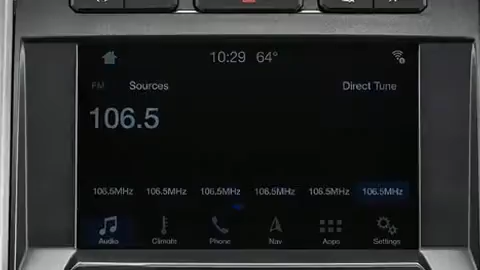 10:29 64°
FM Sources Direct Tune
106.5
106.5MHz 106.5MHz 106.5MHz 106.5MHz 106.5MHz 106.5MHz
Audio Climate Phone Nav Apps Settings